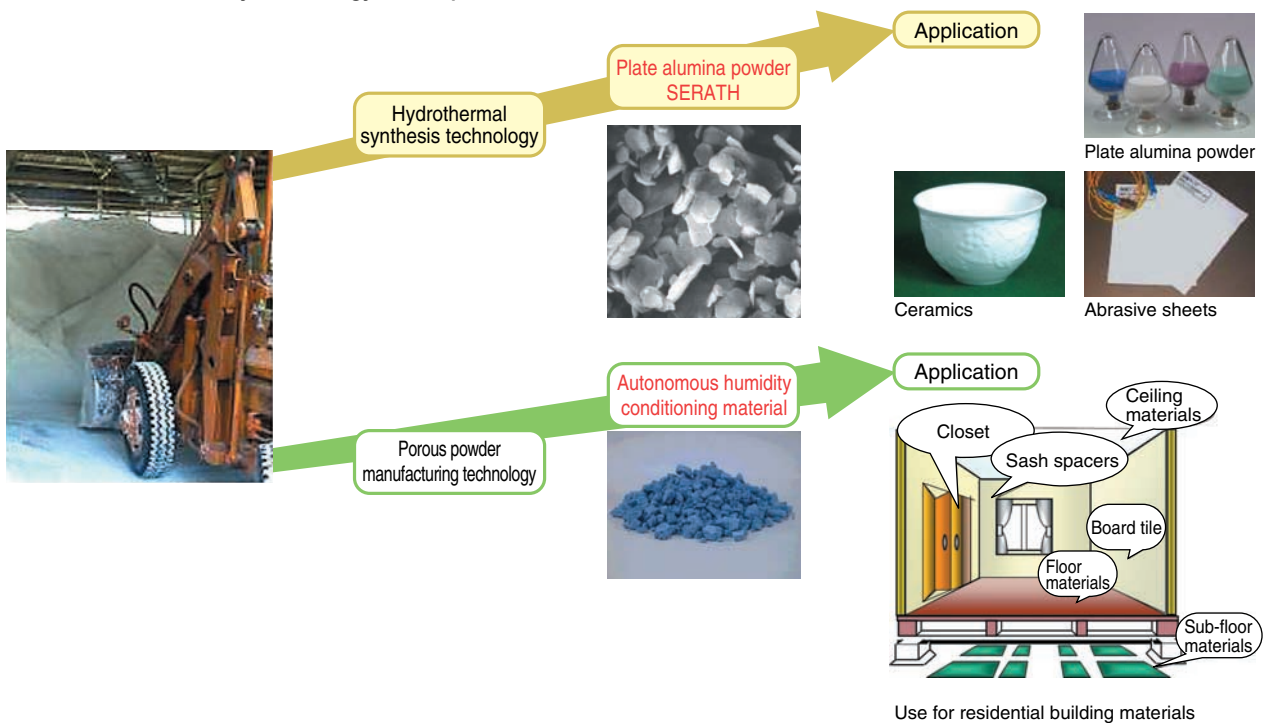 Application
Plate alumina powder
SERATH
Hydrothermal
synthesis technology
Plate alumina powder
Ceramics
Abrasive sheets
Application
Autonomous humidity
conditioning material
Porous powder
manufacturing technology
Ceiling
materials
Closet
Sash spacers
Board tile
Floor
materials
Sub-floor
materials
Use for residential building materials